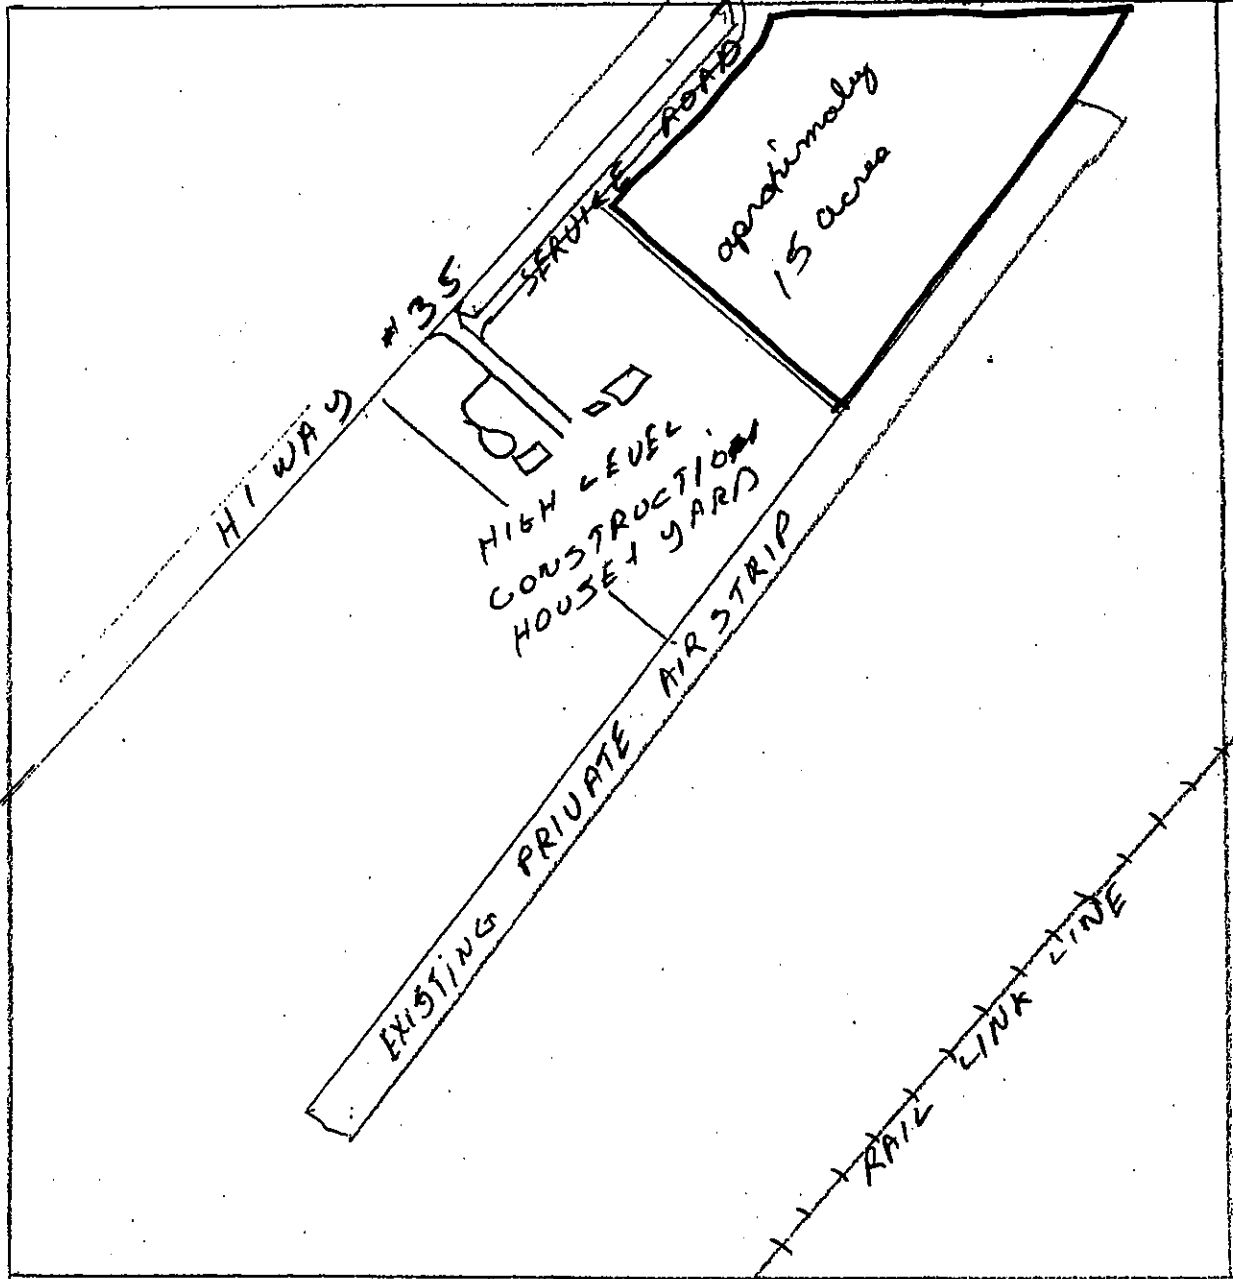 SERVICE ROAD
aproximaly
15 acres
HIWAY #35
HIGH LEVEL
CONSTRUCTION
HOUSE + YARD
EXISTING PRIVATE AIRSTRIP
RAIL LINK LINE